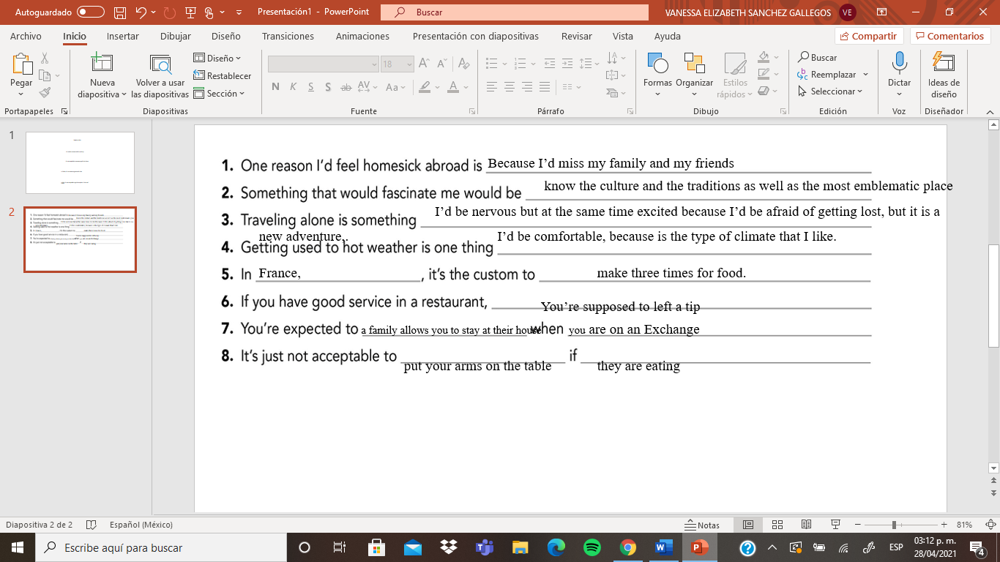 Autoguardado
Presentación1 - PowerPoint
Buscar
VANESSA ELIZABETH SANCHEZ GALLEGOS
VE
Archivo Inicio Insertar Dibujar Diseño Transiciones Animaciones Presentación con diapositivas Revisar Vista Ayuda
Compartir
Comentarios
Pegar
Nueva diapositiva
Volver a usar las diapositivas
Diseño
Restablecer
Sección
18
N K S S ab AV Aa A
Formas
Organizar
Estilos rápidos
Buscar
Reemplazar
Seleccionar
Dictar
Ideas de diseño
Portapapeles
Diapositivas
Fuente
Párrafo
Dibujo
Edición
Voz
Diseñador
1
2
1. One reason I'd feel homesick abroad is Because I'd miss my family and my friends
2. Something that would fascinate me would be know the culture and the traditions as well as the most emblematic place
3. Traveling alone is something I'd be nervous but at the same time excited because I'd be afraid of getting lost, but it is a
new adventure,.
4. Getting used to hot weather is one thing I'd be comfortable, because is the type of climate that I like.
5. In France, , it's the custom to make three times for food.
6. If you have good service in a restaurant, You're supposed to left a tip
7. You're expected to a family allows you to stay at their house when you are on an Exchange
8. It's just not acceptable to put your arms on the table if they are eating
Diapositiva 2 de 2
Español (México)
Notas
81%
Escribe aquí para buscar
ESP
03:12 p. m.
28/04/2021
4